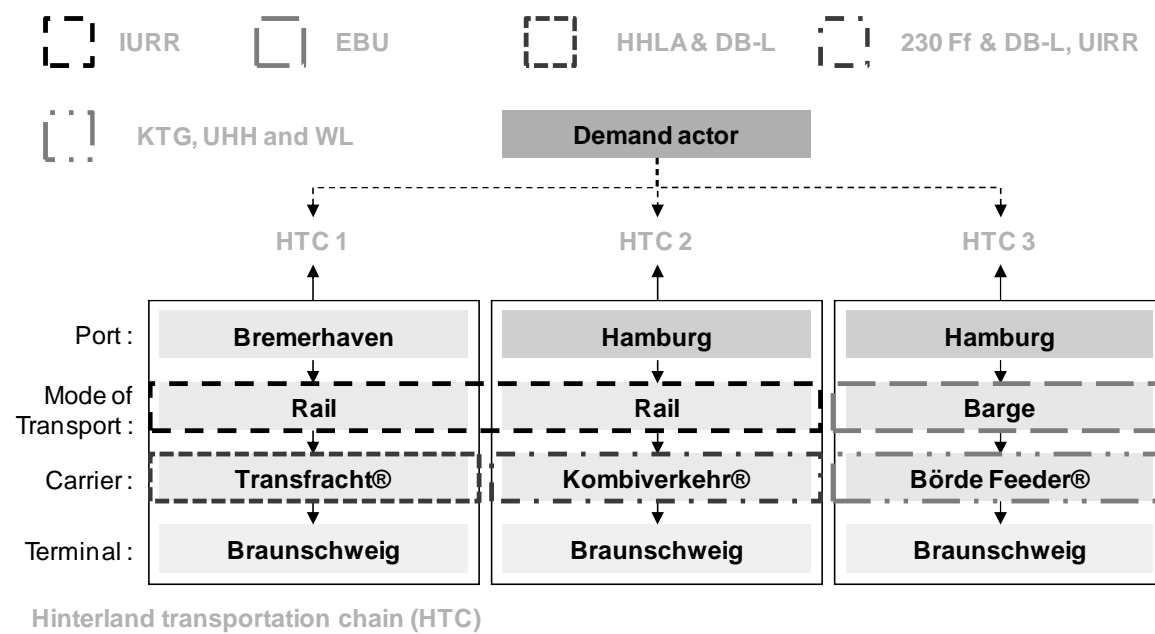 IURR
EBU
HHLA & DB-L
230 Ff & DB-L, UIRR
KTG, UHH and WL
Demand actor
HTC 1
HTC 2
HTC 3
Port :
Bremerhaven
Hamburg
Hamburg
Mode of
Transport :
Rail
Rail
Barge
Carrier :
Transfracht®
Kombiverkehr®
Börde Feeder®
Terminal :
Braunschweig
Braunschweig
Braunschweig
Hinterland transportation chain (HTC)